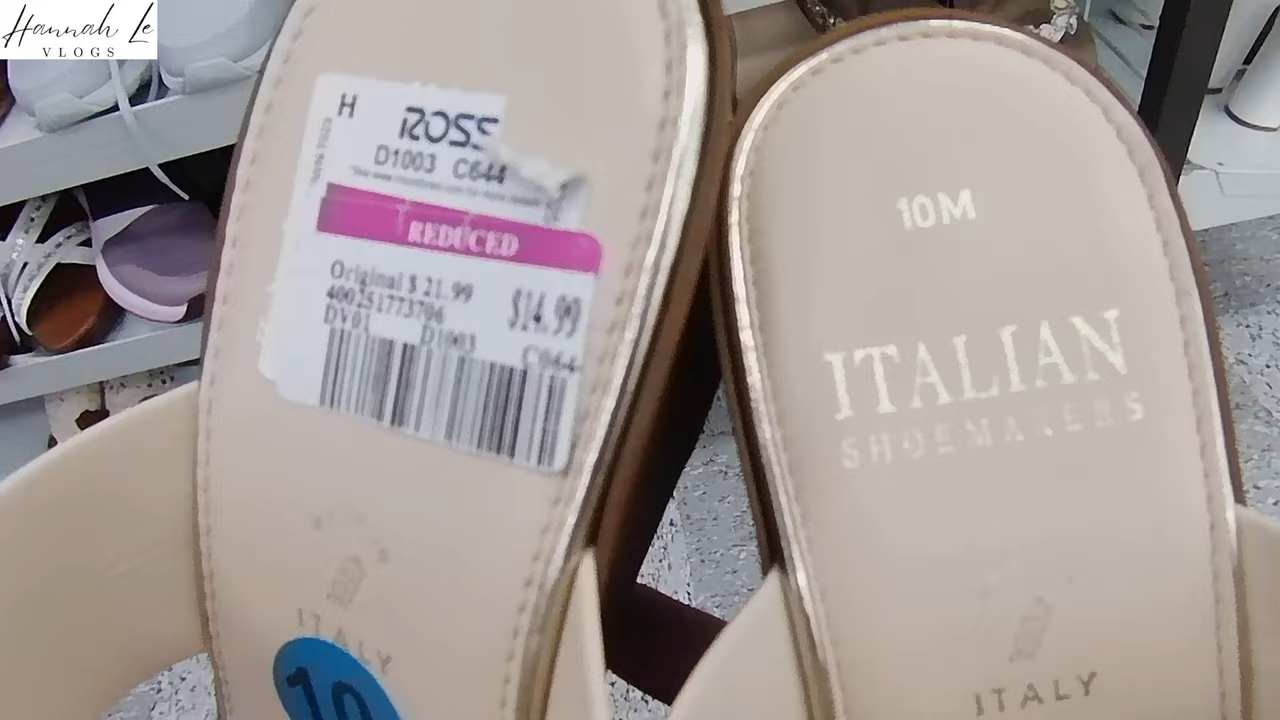 Hannah Le
VLOGS
H
ROSS
D1003 C644
REDUCED
Original $ 21.99
$14.99
400251773706
DV01 D1003 C644
ITALY
10
10M
ITALIAN
SHOEMAKERS
ITALY